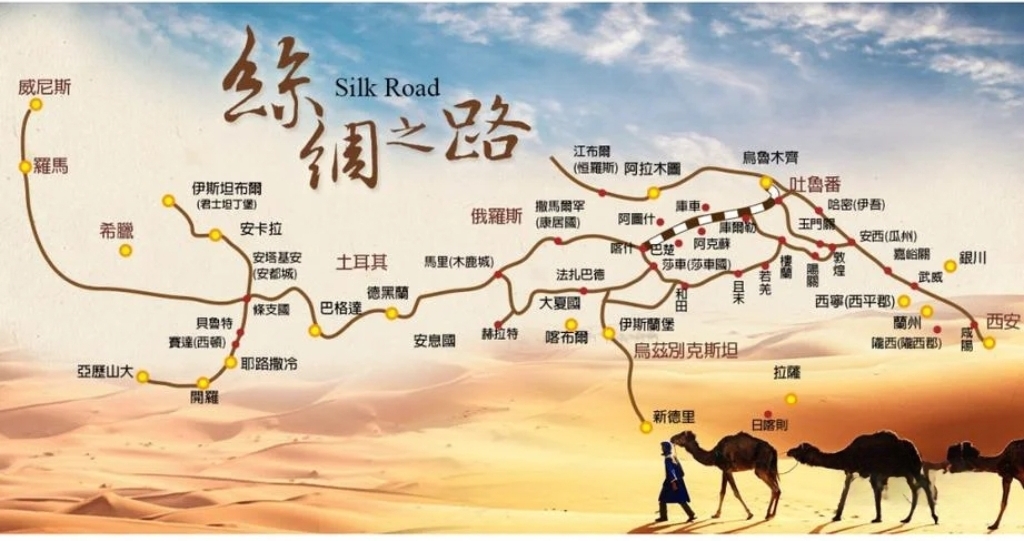 絲綢之路
Silk Road
威尼斯
羅馬
希臘
伊斯坦布爾
(君士坦丁堡)
安卡拉
安塔基安
(安都城)
條支國
貝魯特
賽達(西頓)
耶路撒冷
開羅
亞歷山大
土耳其
巴格達
德黑蘭
安息國
馬里(木鹿城)
赫拉特
俄羅斯
撒馬爾罕
(康居國)
江布爾
(恒羅斯)
阿拉木圖
法扎巴德
大夏國
喀布爾
伊斯蘭堡
烏茲別克斯坦
新德里
阿圖什
喀什
巴楚
庫車
阿克蘇
庫爾勒
莎車(莎車國)
和田
且末
若羌
樓蘭
烏魯木齊
吐魯番
哈密(伊吾)
玉門關
陽關
敦煌
安西(瓜州)
嘉峪關
武威
銀川
西寧(西平郡)
蘭州
隴西(隴西郡)
咸陽
西安
拉薩
日喀則